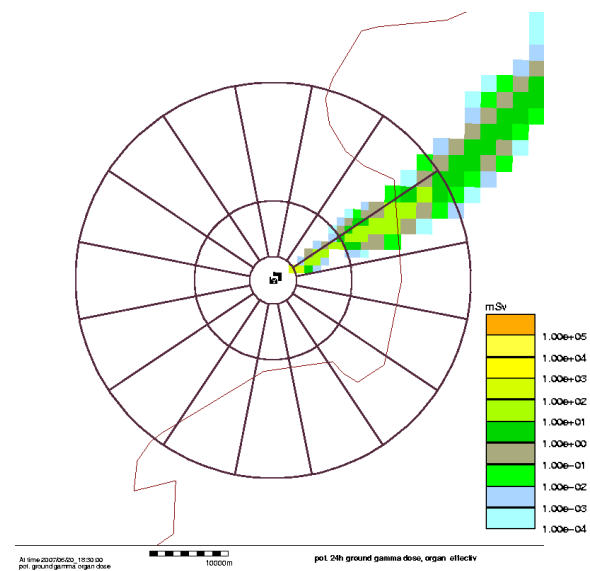 mSv
1.00e+05
1.00e+04
1.00e+03
1.00e+02
1.00e+01
1.00e+00
1.00e-01
1.00e-02
1.00e-03
1.00e-04
At time 2007/06/20_18:30:00
pot. ground gamma organ dose
10000m
pot. 24h ground gamma dose, organ effectiv